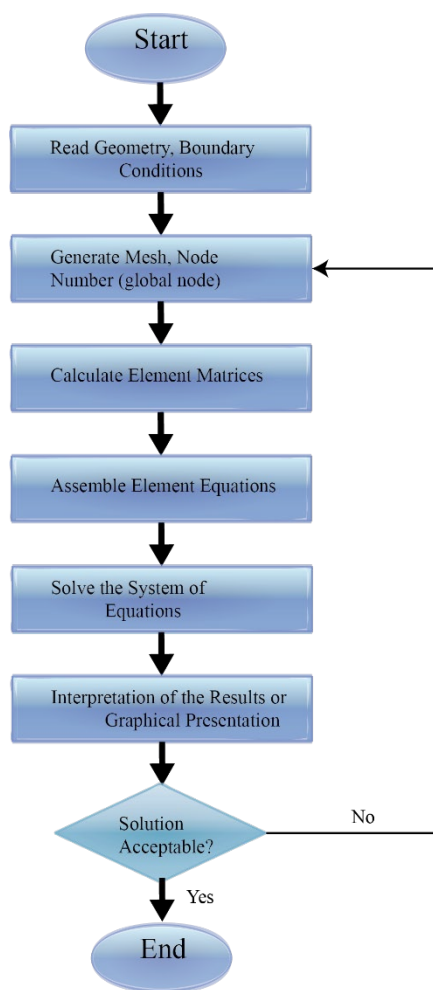 Start
Read Geometry, Boundary
Conditions
Generate Mesh, Node
Number (global node)
Calculate Element Matrices
Assemble Element Equations
Solve the System of
Equations
Interpretation of the Results or
Graphical Presentation
Solution
Acceptable?
No
Yes
End